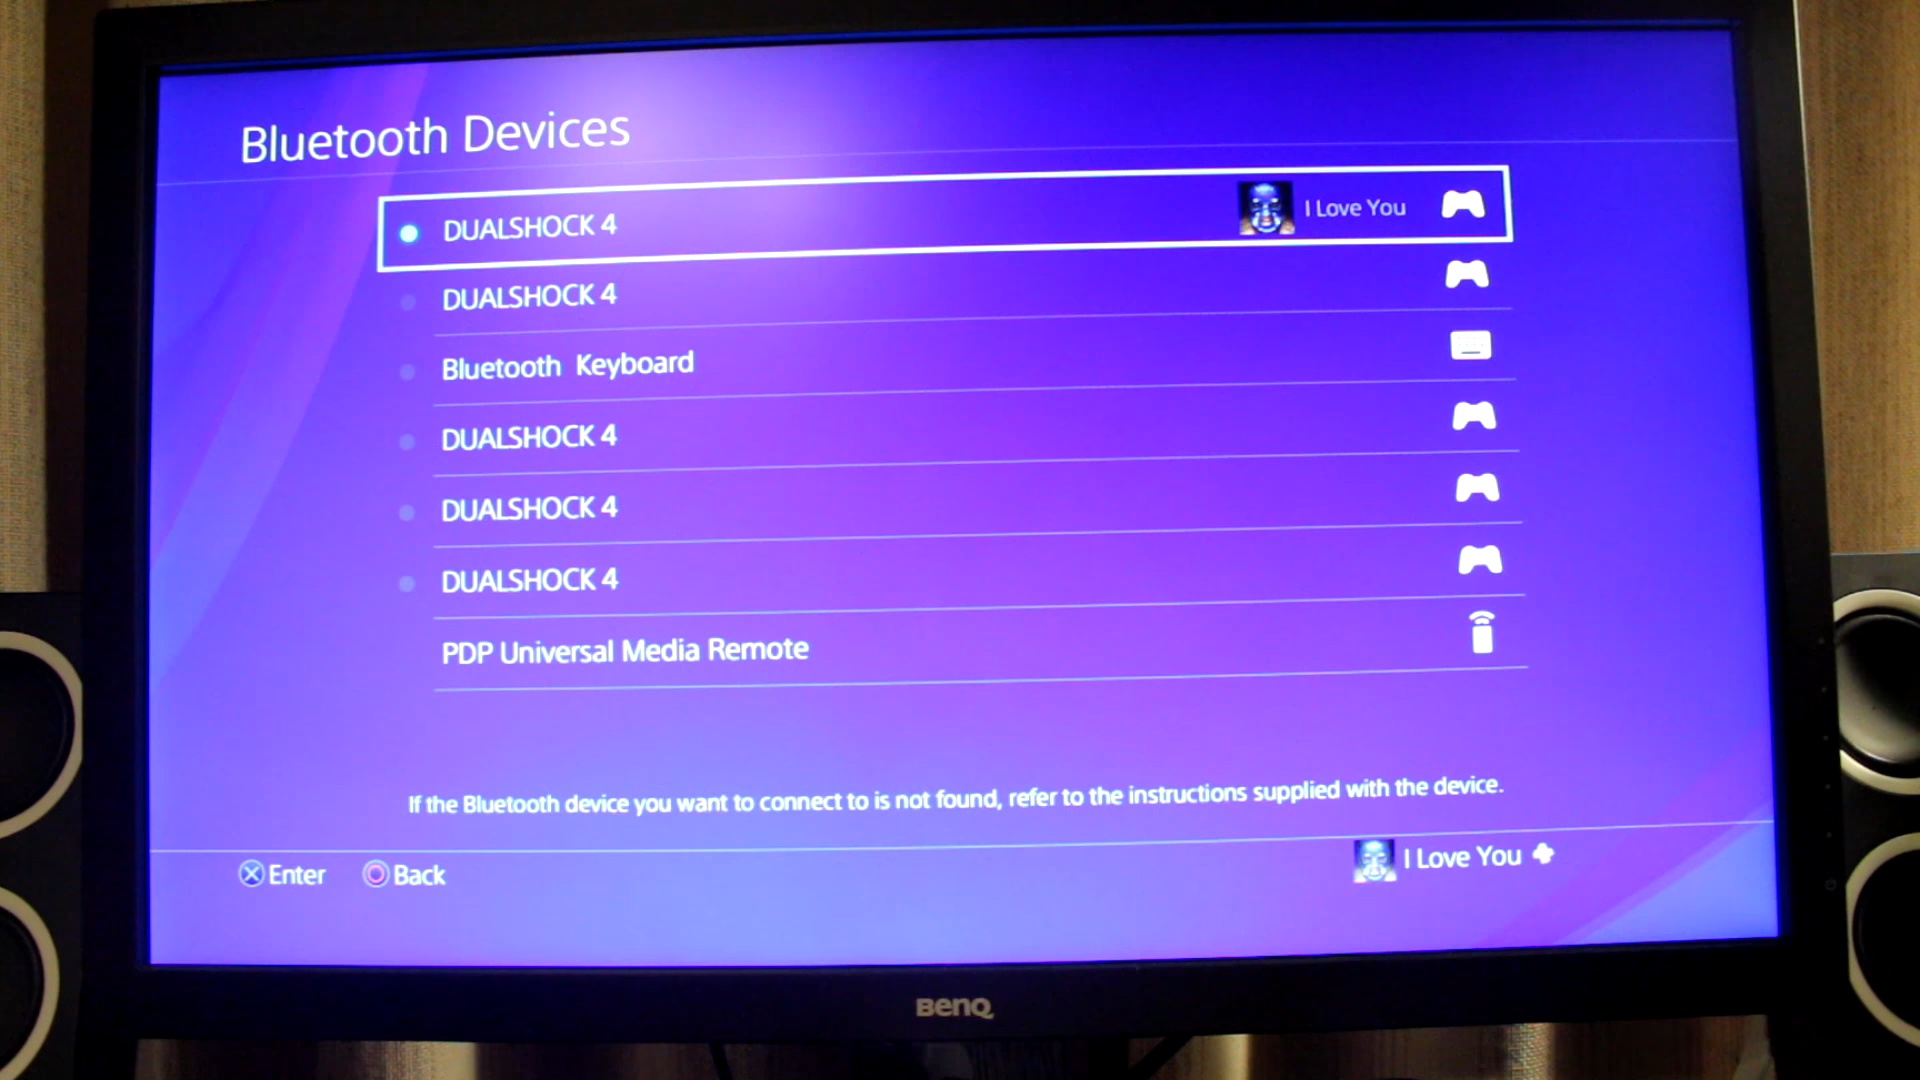 Bluetooth Devices
DUALSHOCK 4 I Love You
DUALSHOCK 4
Bluetooth Keyboard
DUALSHOCK 4
DUALSHOCK 4
DUALSHOCK 4
PDP Universal Media Remote
If the Bluetooth device you want to connect to is not found, refer to the instructions supplied with the device.
Enter Back I Love You
BenQ